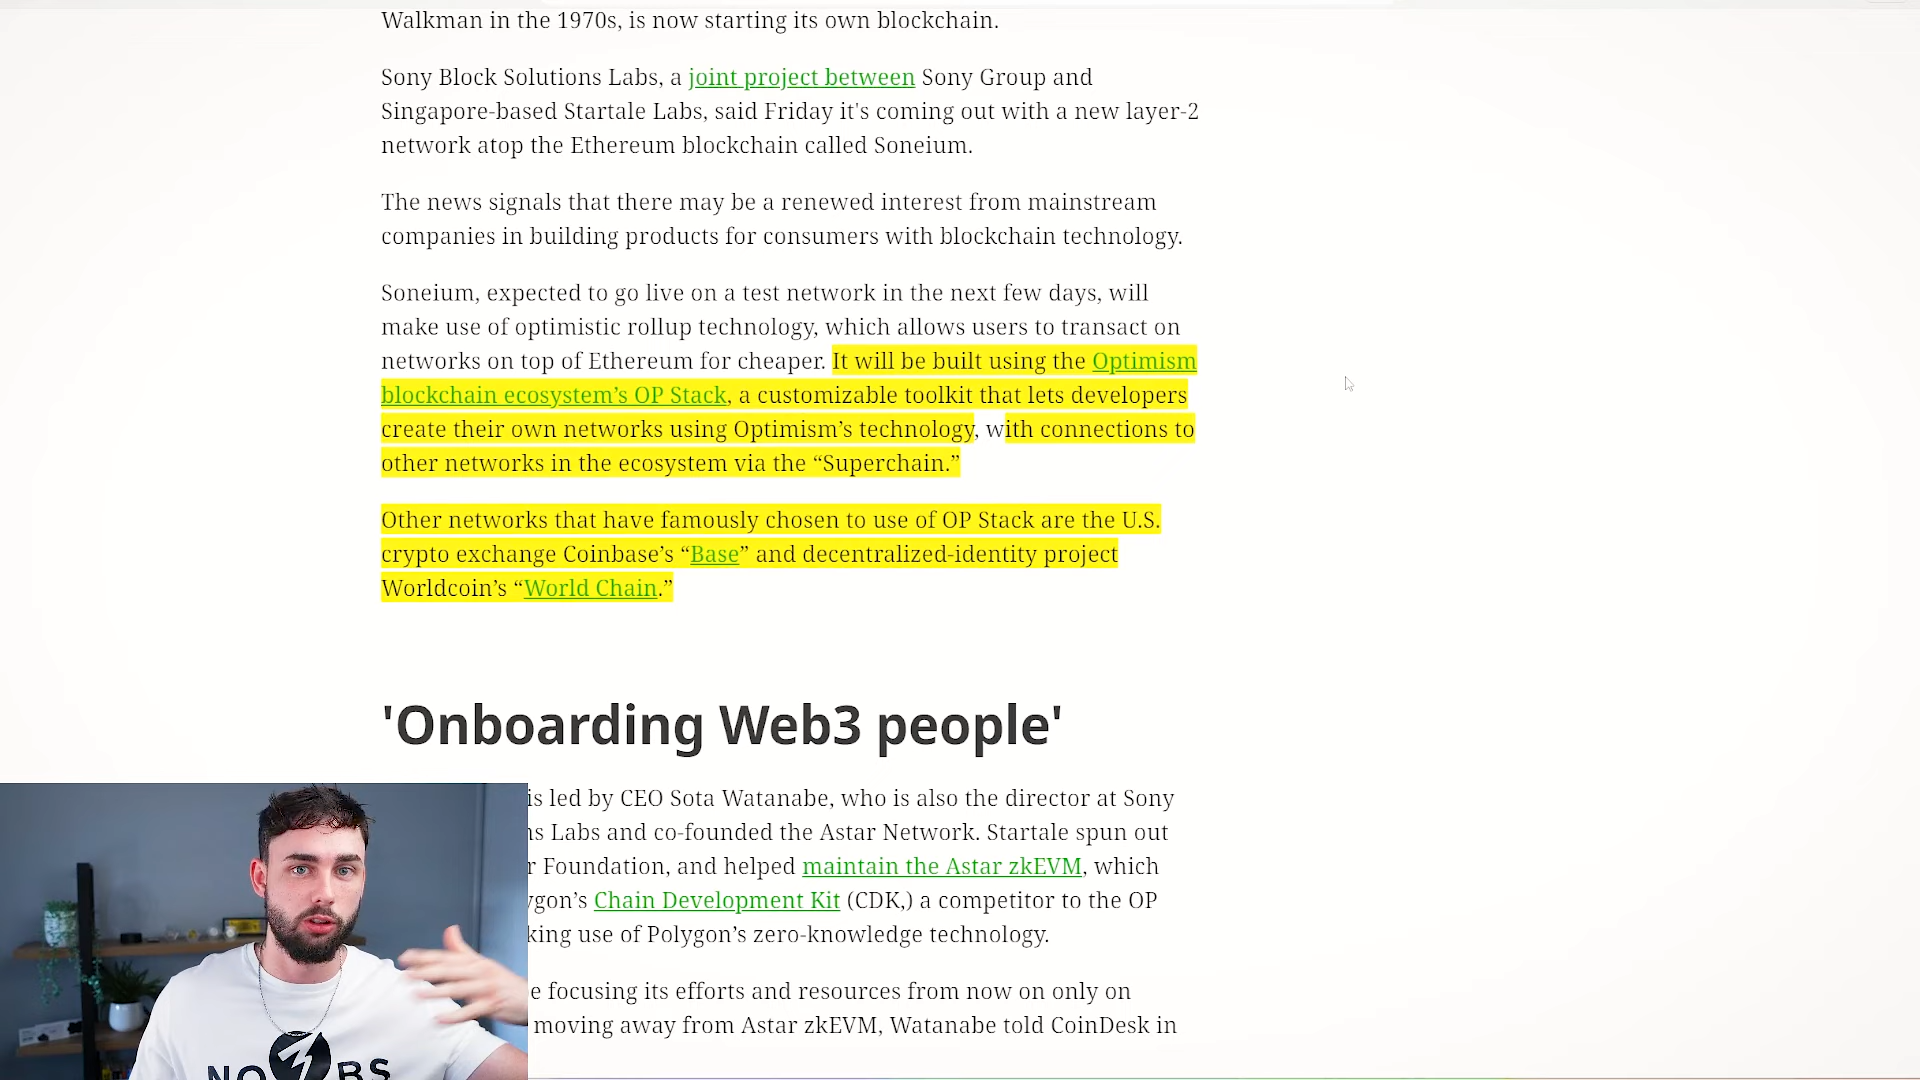 Walkman in the 1970s, is now starting its own blockchain.
Sony Block Solutions Labs, a joint project between Sony Group and
Singapore-based Startale Labs, said Friday it's coming out with a new layer-2
network atop the Ethereum blockchain called Soneium.
The news signals that there may be a renewed interest from mainstream
companies in building products for consumers with blockchain technology.
Soneium, expected to go live on a test network in the next few days, will
make use of optimistic rollup technology, which allows users to transact on
networks on top of Ethereum for cheaper. It will be built using the Optimism
blockchain ecosystem’s OP Stack, a customizable toolkit that lets developers
create their own networks using Optimism’s technology, with connections to
other networks in the ecosystem via the “Superchain.”
Other networks that have famously chosen to use of OP Stack are the U.S.
crypto exchange Coinbase’s “Base” and decentralized-identity project
Worldcoin’s “World Chain.”
'Onboarding Web3 people'
is led by CEO Sota Watanabe, who is also the director at Sony
Labs and co-founded the Astar Network. Startale spun out
Foundation, and helped maintain the Astar zkEVM, which
Chain Development Kit (CDK,) a competitor to the OP
use of Polygon’s zero-knowledge technology.
focusing its efforts and resources from now on only on
moving away from Astar zkEVM, Watanabe told CoinDesk in
NO BS